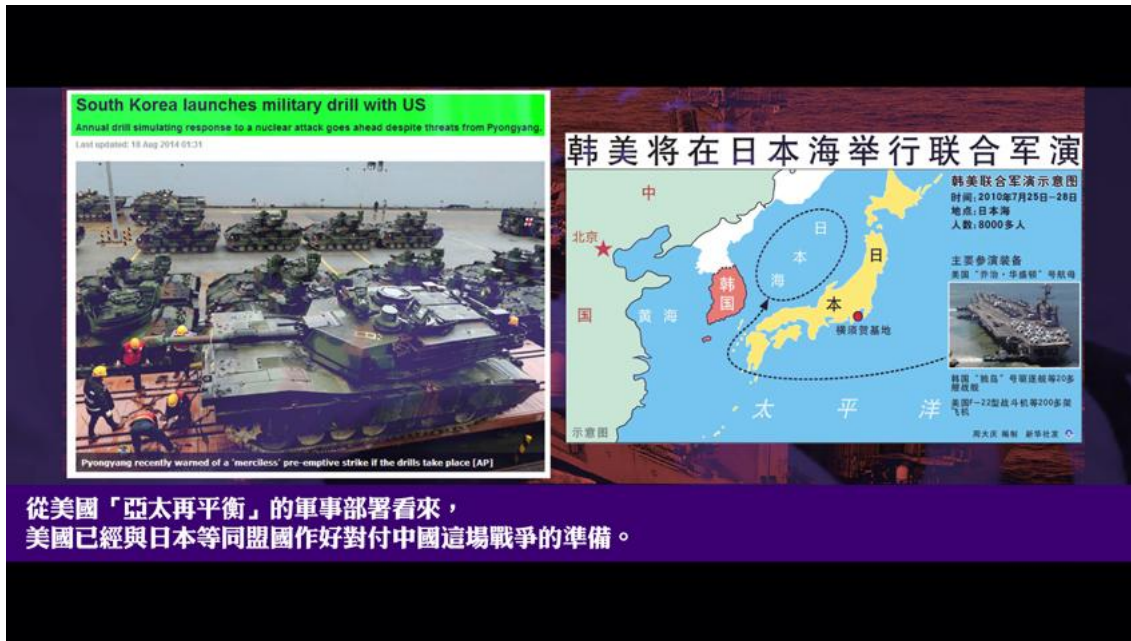 South Korea launches military drill with US
Annual drill simulating response to a nuclear attack goes ahead despite threats from Pyongyang.
Last updated: 18 Aug 2014 01:31
Pyongyang recently warned of a 'merciless' pre-emptive strike if the drills take place [AP]
韩美将在日本海举行联合军演
韩美联合军演示意图
时间：2010年7月25日-28日
地点：日本海
人数：8000多人
主要参演装备
美国“乔治·华盛顿”号航母
韩国“独岛”号驱逐舰等20多
艘战舰
美国F-22型战斗机等200多架
飞机
中
国
北京
韩
国
黄海
日
本
海
日
本
横须贺基地
太平洋
示意图
周大庆 编制 新华社发
從美國「亞太再平衡」的軍事部署看來，
美國已經與日本等同盟國作好對付中國這場戰爭的準備。